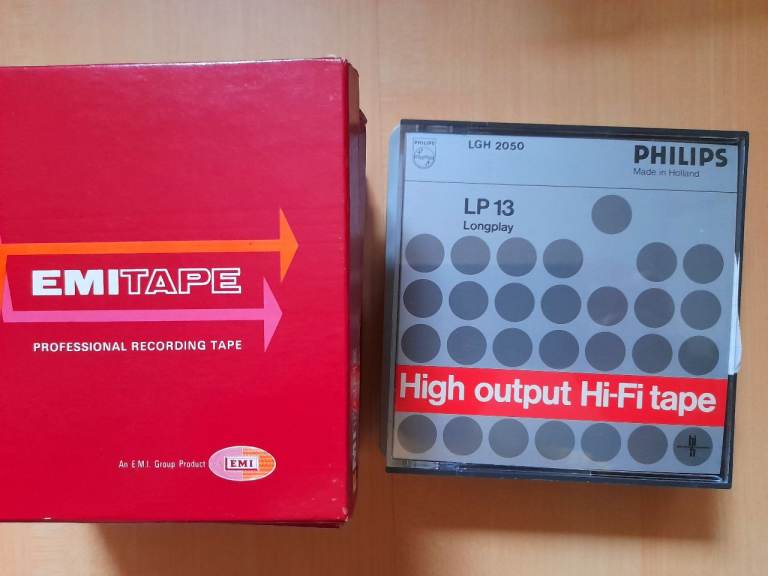 EMITAPE
PROFESSIONAL RECORDING TAPE
An E.M.I. Group Product
EMI
PHILIPS
LGH 2050
PHILIPS
Made in Holland
LP 13
Longplay
High output Hi-Fi tape